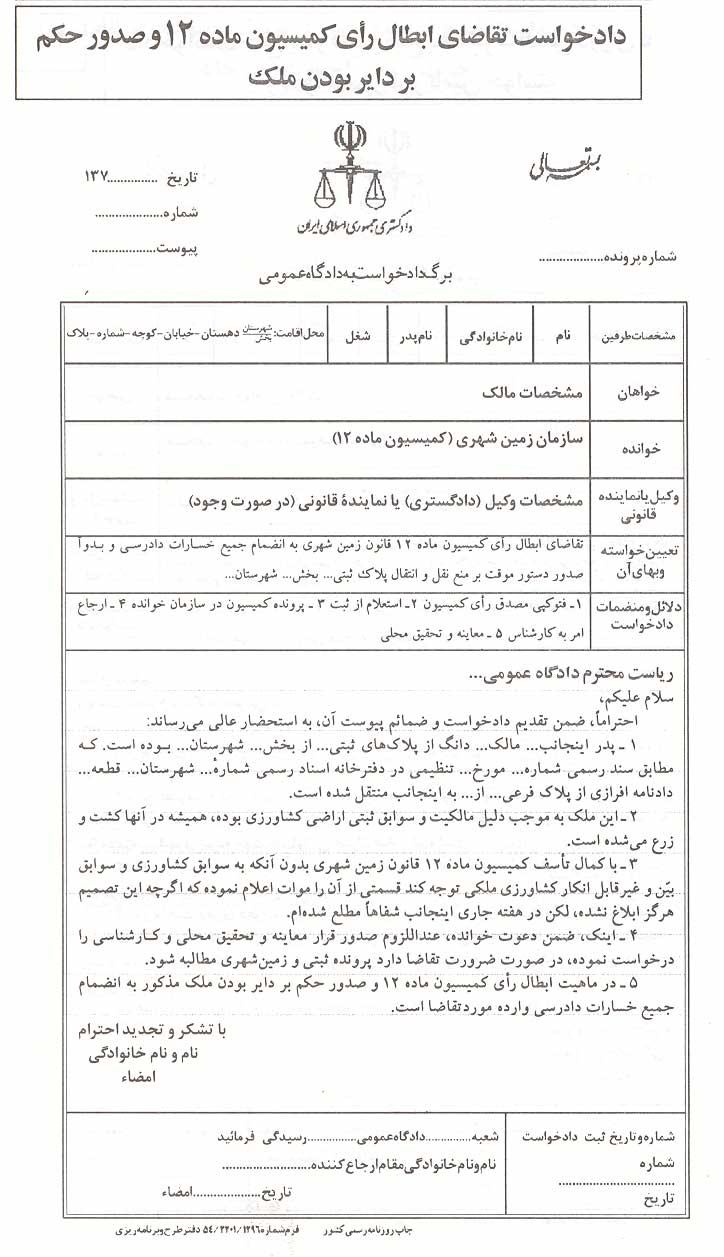 دادخواست تقاضای ابطال رأی کمیسیون ماده ۱۲ و صدور حکم
بر دایر بودن ملک
بسمه تعالی
تاریخ ...............۱۳۷
شماره....................
پیوست...................
دادگستری جمهوری اسلامی ایران
شماره پرونده...................
برگ دادخواست به دادگاه عمومی
مشخصات طرفین
نام
نام خانوادگی
نام پدر
شغل
محل اقامت: شهرستان بخش دهستان-خیابان-کوچه-شماره-پلاک
خواهان
مشخصات مالک
خوانده
سازمان زمین شهری (کمیسیون ماده ۱۲)
وکیل یا نماینده قانونی
مشخصات وکیل (دادگستری) یا نمایندهٔ قانونی (در صورت وجود)
تعیین خواسته وبهای آن
تقاضای ابطال رأی کمیسیون ماده ۱۲ قانون زمین شهری به انضمام جمیع خسارات دادرسی و بدواً
صدور دستور موقت بر منع نقل و انتقال پلاک ثبتی... بخش... شهرستان...
دلائل ومنضمات دادخواست
۱ـ فتوکپی مصدق رأی کمیسیون ۲ـ استعلام از ثبت ۳ ـ پرونده کمیسیون در سازمان خوانده ۴ ـ ارجاع
امر به کارشناس ۵ ـ معاینه و تحقیق محلی
ریاست محترم دادگاه عمومی...
سلام علیکم،
احتراماً، ضمن تقدیم دادخواست و ضمائم پیوست آن، به استحضار عالی می‌رساند:
۱ ـ پدر اینجانب... مالک... دانگ از پلاک‌های ثبتی... از بخش... شهرستان... بوده است. که
مطابق سند رسمی شماره... مورخ... تنظیمی در دفترخانه اسناد رسمی شمارهٔ... شهرستان... قطعه...
دادنامه افرازی از پلاک فرعی... از... به اینجانب منتقل شده است.
۲ ـ این ملک به موجب دلیل مالکیت و سوابق ثبتی اراضی کشاورزی بوده، همیشه در آنها کشت و
زرع می‌شده است.
۳ ـ با کمال تأسف کمیسیون ماده ۱۲ قانون زمین شهری بدون آنکه به سوابق کشاورزی و سوابق
بیّن و غیرقابل انکار کشاورزی ملکی توجه کند قسمتی از آن را موات اعلام نموده که اگرچه این تصمیم
هرگز ابلاغ نشده، لکن در هفته جاری اینجانب شفاهاً مطلع شده‌ام.
۴ ـ اینک، ضمن دعوت خوانده، عنداللزوم صدور قرار معاینه و تحقیق محلی و کارشناسی را
درخواست نموده، در صورت ضرورت تقاضا دارد پرونده ثبتی و زمین‌شهری مطالبه شود.
۵ ـ در ماهیت ابطال رأی کمیسیون ماده ۱۲ و صدور حکم بر دایر بودن ملک مذکور به انضمام
جمیع خسارات دادرسی وارده مورد تقاضا است.
با تشکر و تجدید احترام
نام و نام خانوادگی
امضاء
شماره و تاریخ ثبت دادخواست
شماره
..................................
تاریخ
شعبه..............دادگاه عمومی...............رسیدگی فرمائید
نام و نام خانوادگی مقام ارجاع کننده..........................
تاریخ....................امضاء
چاپ روزنامه رسمی کشور
فرم شماره ۱۲۹۶/۲۲۰۱/۵۴ دفتر طرح و برنامه ریزی